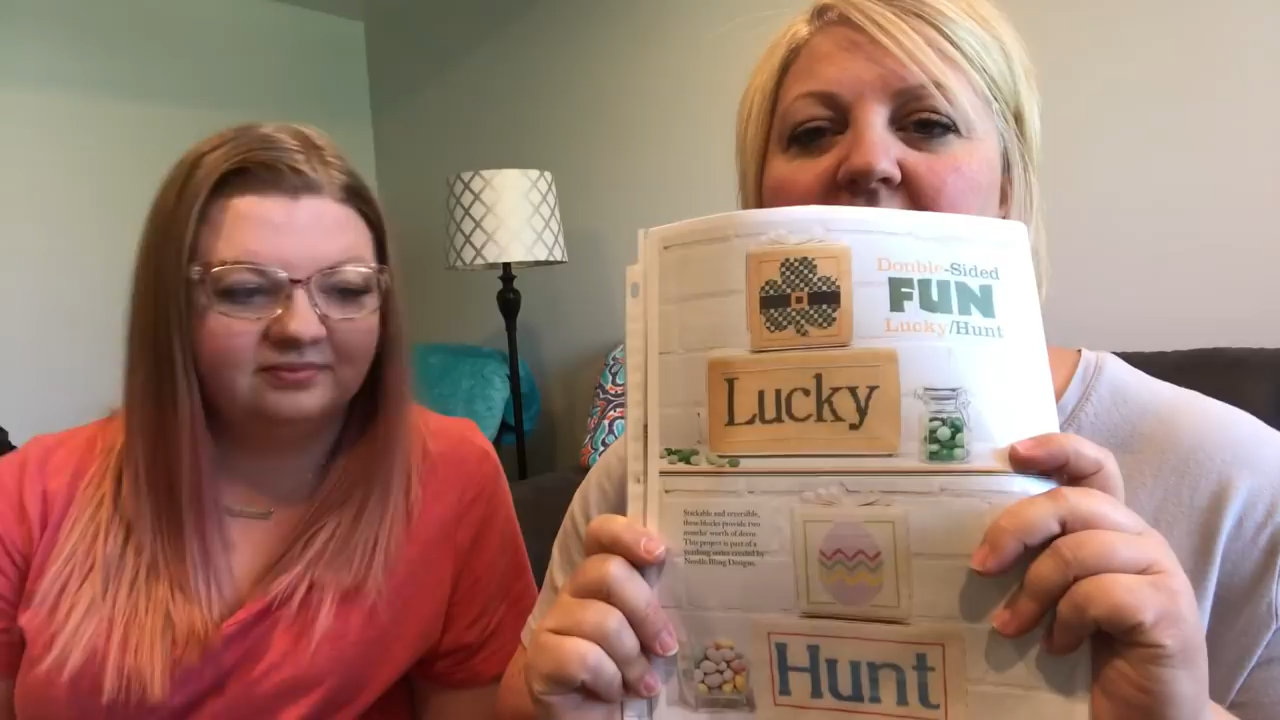 Double-Sided
FUN
Lucky/Hunt
Lucky
Stackable and reversible,
these blocks provide two
months' worth of decor.
This project is part of a
yearlong series created by
Needle Bling Designs.
Hunt